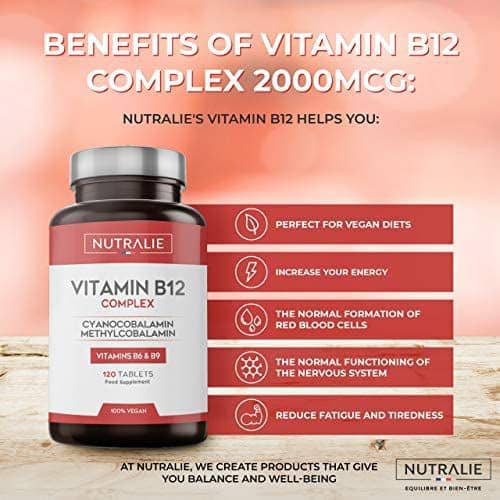 BENEFITS OF VITAMIN B12
COMPLEX 2000MCG:
NUTRALIE'S VITAMIN B12 HELPS YOU:
NUTRALIE
VITAMIN B12
COMPLEX
CYANOCOBALAMIN
METHYLCOBALAMIN
VITAMINS B6 & B9
120 TABLETS
Food Supplement
100% VEGAN
PERFECT FOR VEGAN DIETS
INCREASE YOUR ENERGY
THE NORMAL FORMATION OF
RED BLOOD CELLS
THE NORMAL FUNCTIONING OF
THE NERVOUS SYSTEM
REDUCE FATIGUE AND TIREDNESS
AT NUTRALIE, WE CREATE PRODUCTS THAT GIVE
YOU BALANCE AND WELL-BEING
NUTRALIE
EQUILIBRE ET BIEN-ÊTRE